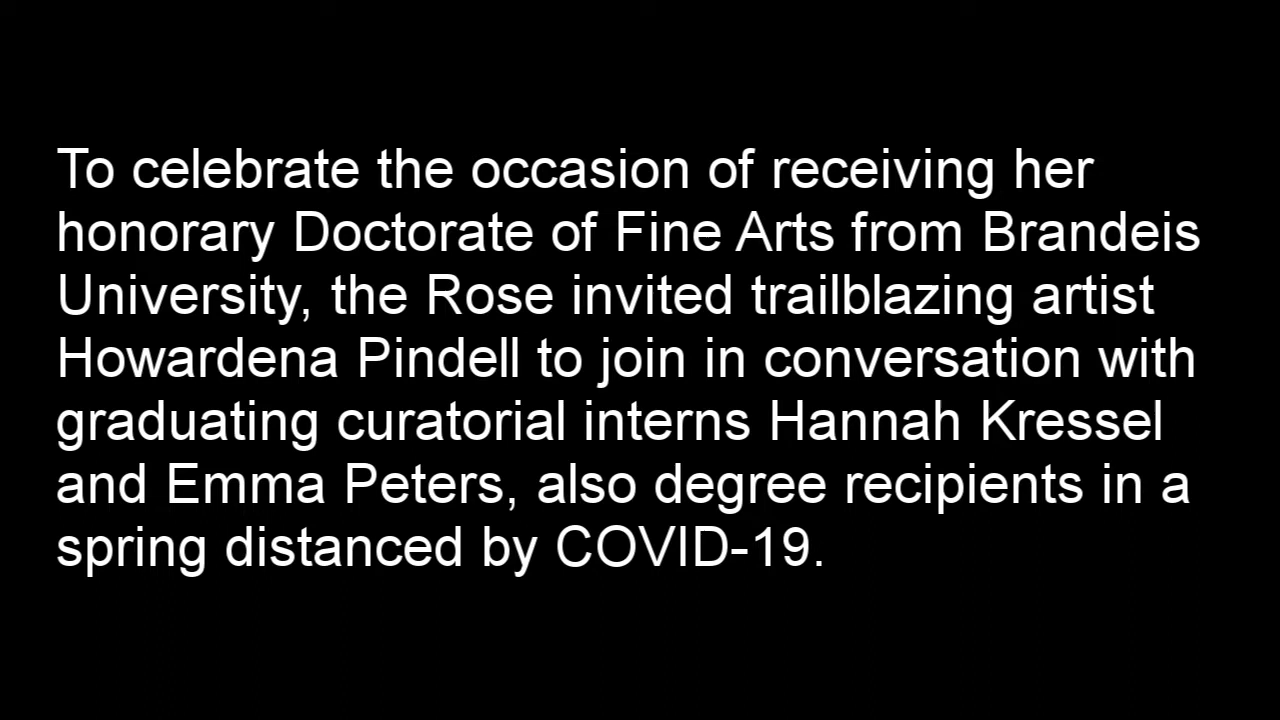 To celebrate the occasion of receiving her
honorary Doctorate of Fine Arts from Brandeis
University, the Rose invited trailblazing artist
Howardena Pindell to join in conversation with
graduating curatorial interns Hannah Kressel
and Emma Peters, also degree recipients in a
spring distanced by COVID-19.